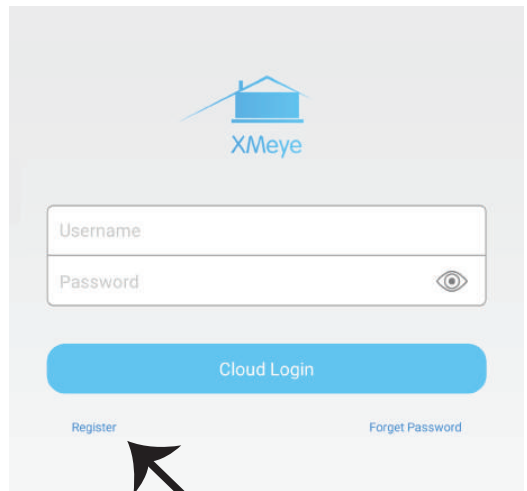 XMeye
Username
Password
Cloud Login
Register
Forget Password